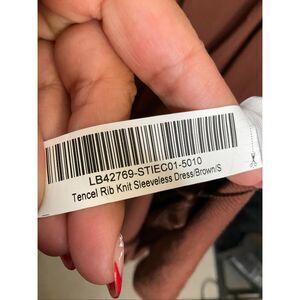 LB42769-STIEC01-5010
Tencel Rib Knit Sleeveless Dress/Brown/S